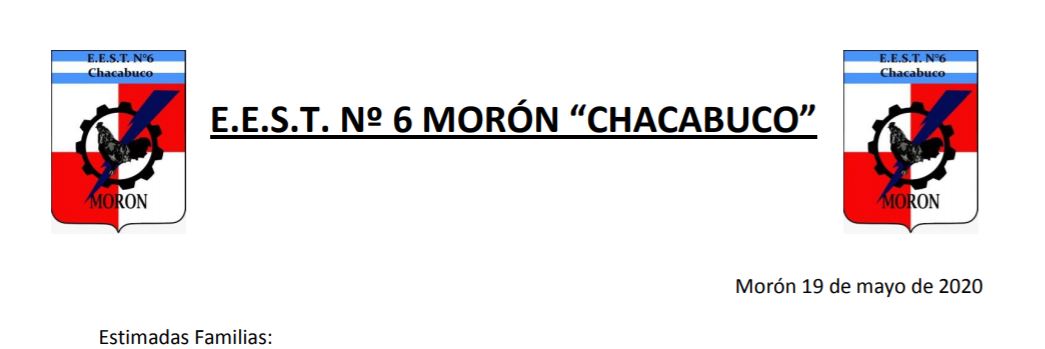 E.E.S.T. N°6
Chacabuco
MORON
E.E.S.T. Nº 6 MORÓN “CHACABUCO”
E.E.S.T. N°6
Chacabuco
MORON
Morón 19 de mayo de 2020
Estimadas Familias: